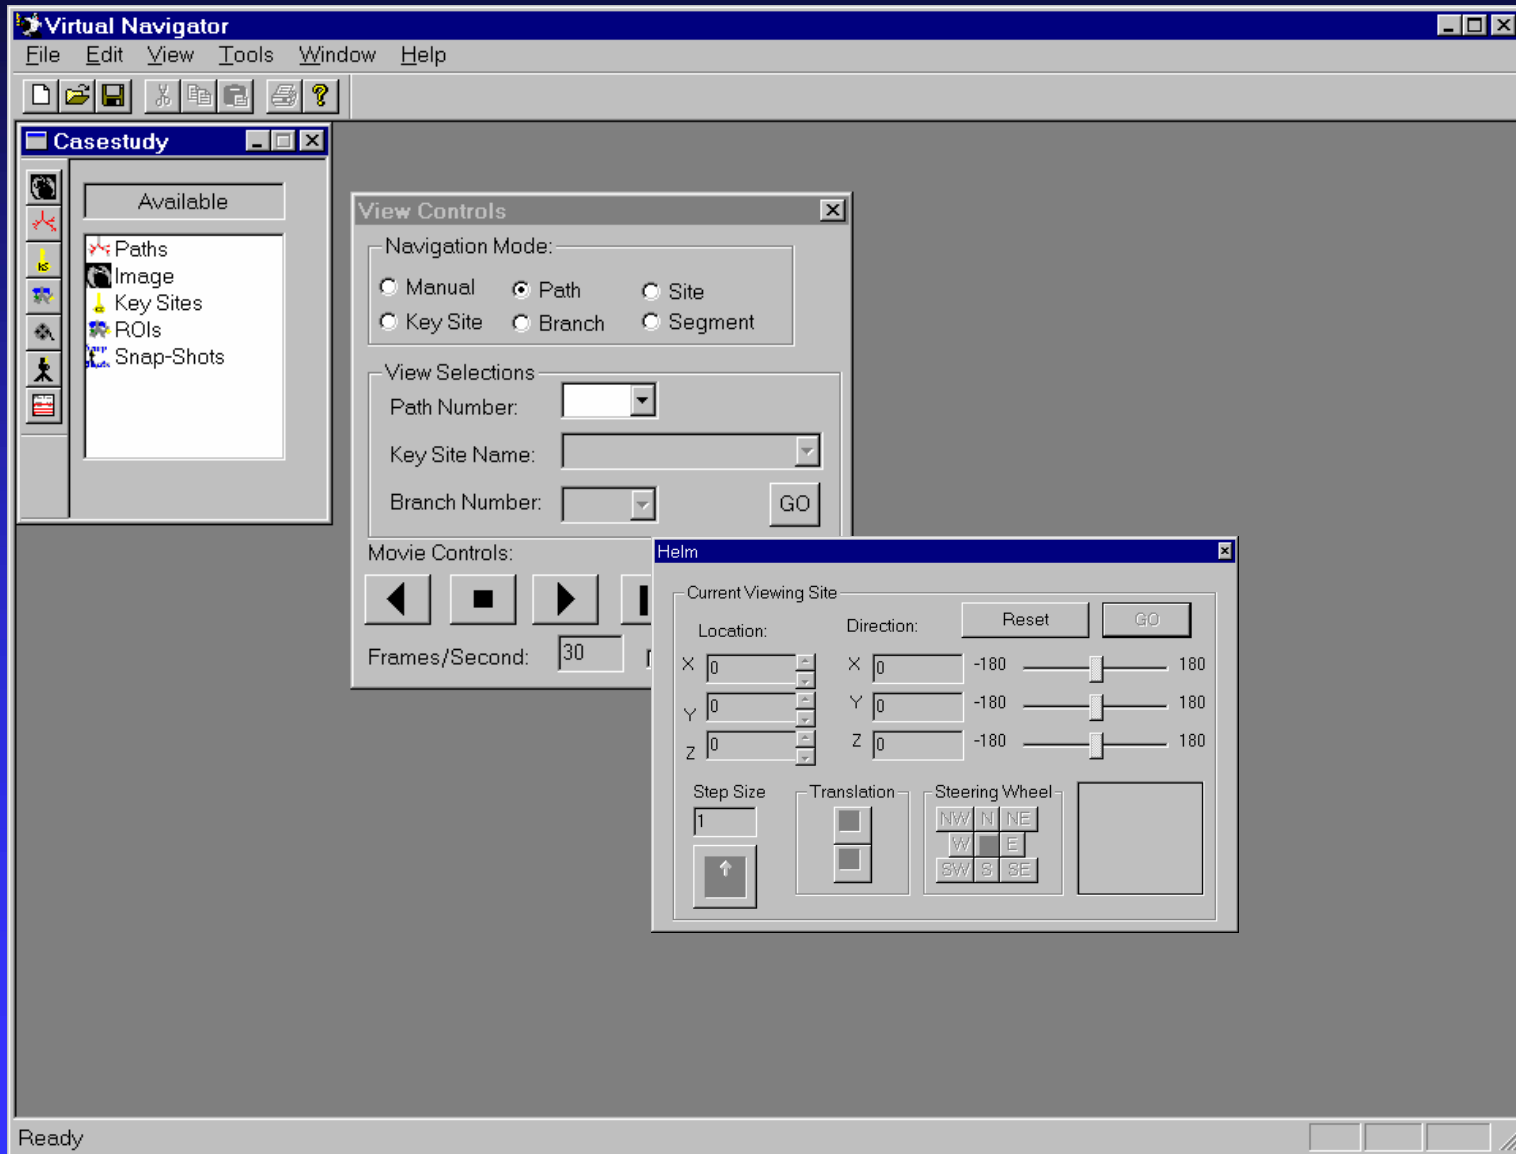 Virtual Navigator
File Edit View Tools Window Help
Casestudy
Available
Paths
Image
Key Sites
ROIs
Snap-Shots
View Controls
Navigation Mode:
Manual Path Site
Key Site Branch Segment
View Selections
Path Number:
Key Site Name:
Branch Number: GO
Movie Controls:
Frames/Second: 30
Helm
Current Viewing Site
Location: Direction: Reset GO
X 0 X 0 -180 180
Y 0 Y 0 -180 180
Z 0 Z 0 -180 180
Step Size Translation Steering Wheel
1
NW N NE
W E
SW S SE
Ready